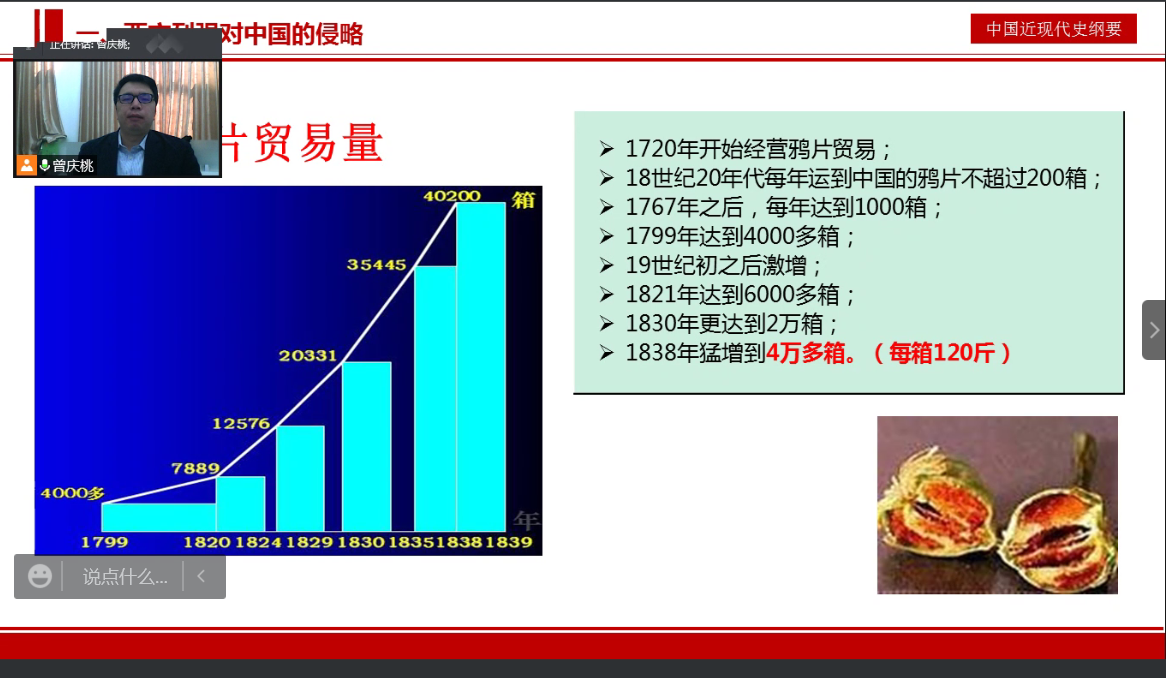 一、西方列强对中国的侵略
中国近现代史纲要
正在讲话: 曾庆桃;
曾庆桃
片贸易量
➢ 1720年开始经营鸦片贸易；
➢ 18世纪20年代每年运到中国的鸦片不超过200箱；
➢ 1767年之后，每年达到1000箱；
➢ 1799年达到4000多箱；
➢ 19世纪初之后激增；
➢ 1821年达到6000多箱；
➢ 1830年更达到2万箱；
➢ 1838年猛增到4万多箱。（每箱120斤）
40200 箱
35445
20331
12576
7889
4000多
年
1799 1820 1824 1829 1830 1835 1838 1839
说点什么...